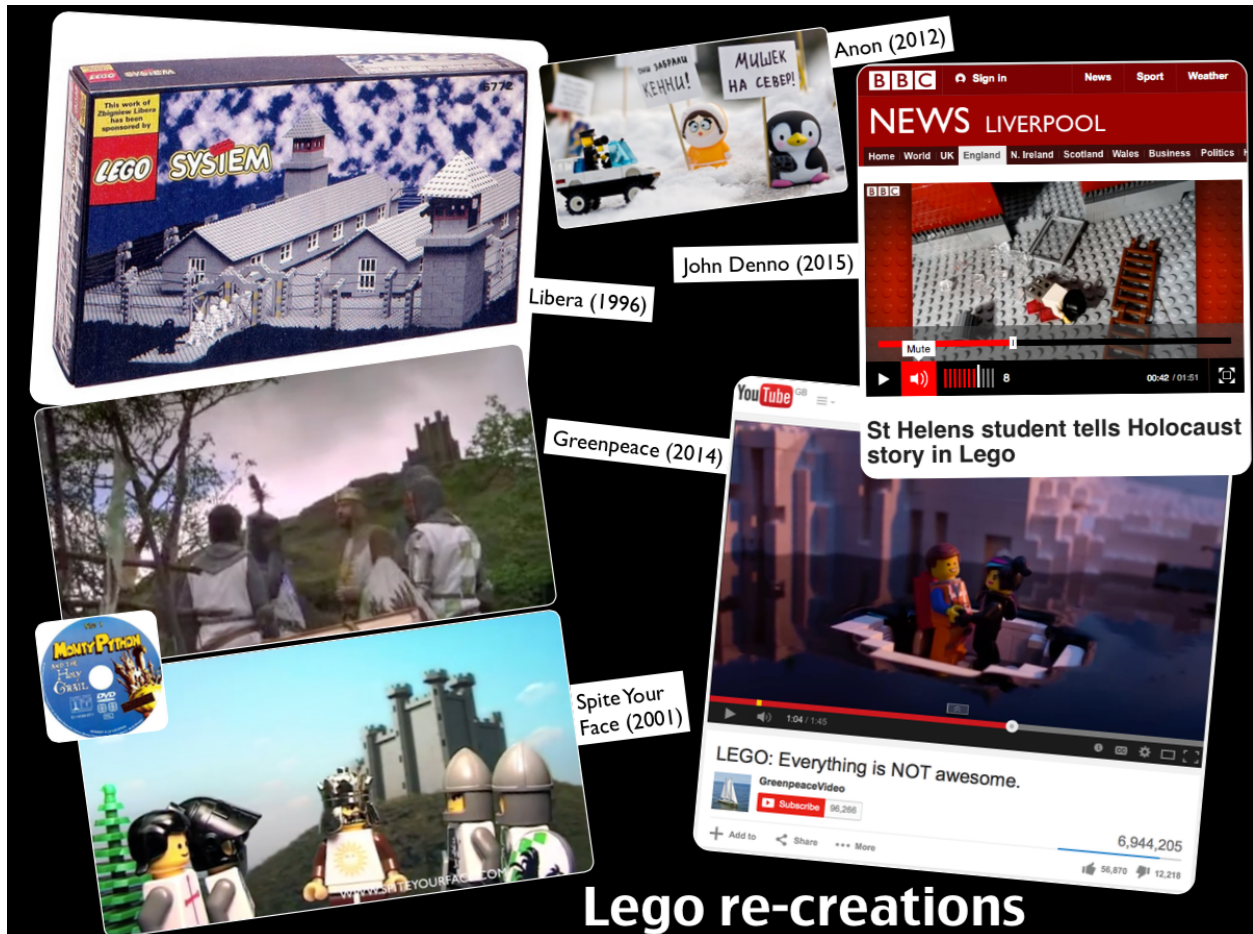 This work of
Zbigniew Libera
has been
sponsored by
LEGO
SYSTEM
6772
LEGO
SYSTEM
ОНИ ЗАБРАЛИ
КЕННИ!
МИШЕК
НА СЕВЕР!
Anon (2012)
BBC Sign in News Sport Weather
NEWS LIVERPOOL
Home World UK England N. Ireland Scotland Wales Business Politics
BBC
John Denno (2015)
Mute
8
00:42 / 01:51
St Helens student tells Holocaust
story in Lego
Libera (1996)
Greenpeace (2014)
YouTube GB
1:04 / 1:45
LEGO: Everything is NOT awesome.
GreenpeaceVideo
Subscribe 96,266
Add to Share More
6,944,205
56,870 12,218
MONTY PYTHON
AND THE
HOLY
GRAIL
DVD
Spite Your
Face (2001)
WWW.SPITEYOURFACE.COM
Lego re-creations